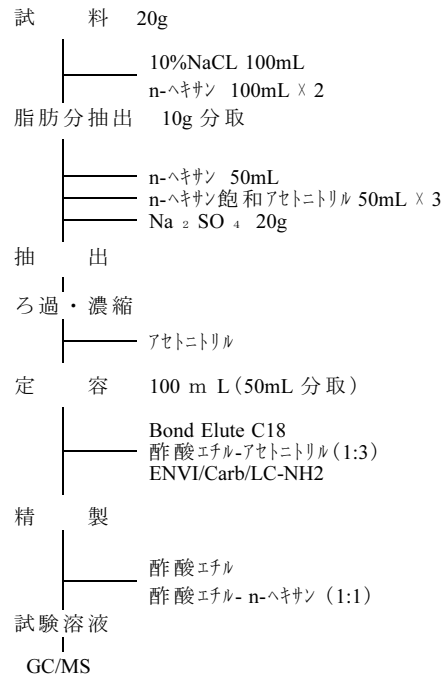 試　料 20g
10%NaCL 100mL
n-ヘキサン 100mL × 2
脂肪分抽出 10g 分取
n-ヘキサン 50mL
n-ヘキサン飽和アセトニトリル 50mL × 3
Na ₂ SO ₄ 20g
抽　出
ろ過・濃縮
アセトニトリル
定　容 100 m L(50mL 分取)
Bond Elute C18
酢酸エチル-アセトニトリル(1:3)
ENVI/Carb/LC-NH2
精　製
酢酸エチル
酢酸エチル- n-ヘキサン (1:1)
試験溶液
GC/MS